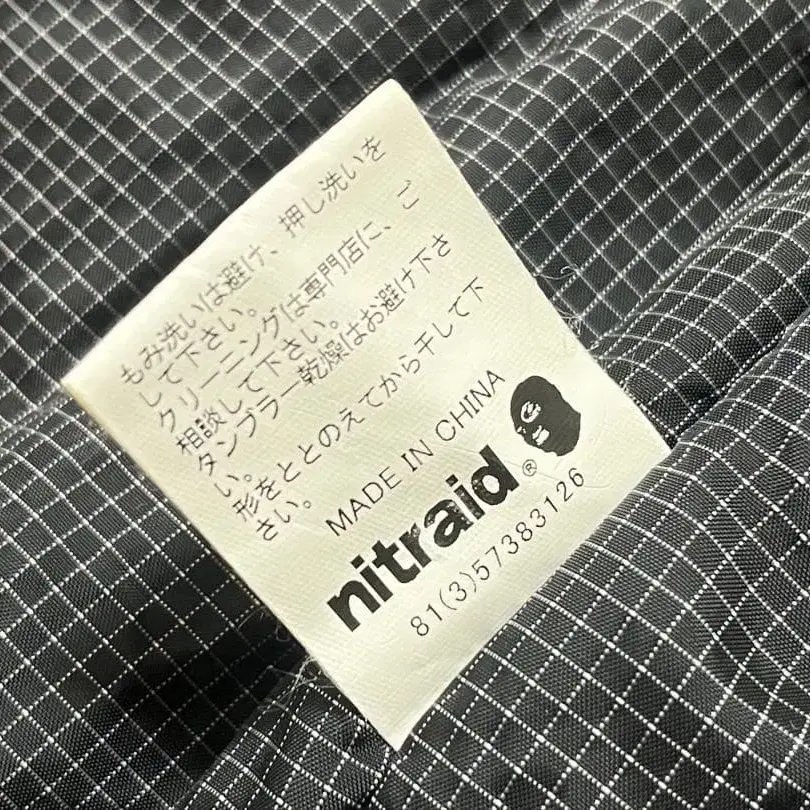 もみ洗いは避け、押し洗いを
して下さい。
クリーニングは専門店に、ご
相談して下さい。
タンブラー乾燥はお避け下さ
い。
形をととのえてから干して下
さい。
MADE IN CHINA
nitraid®
81(3)57383126